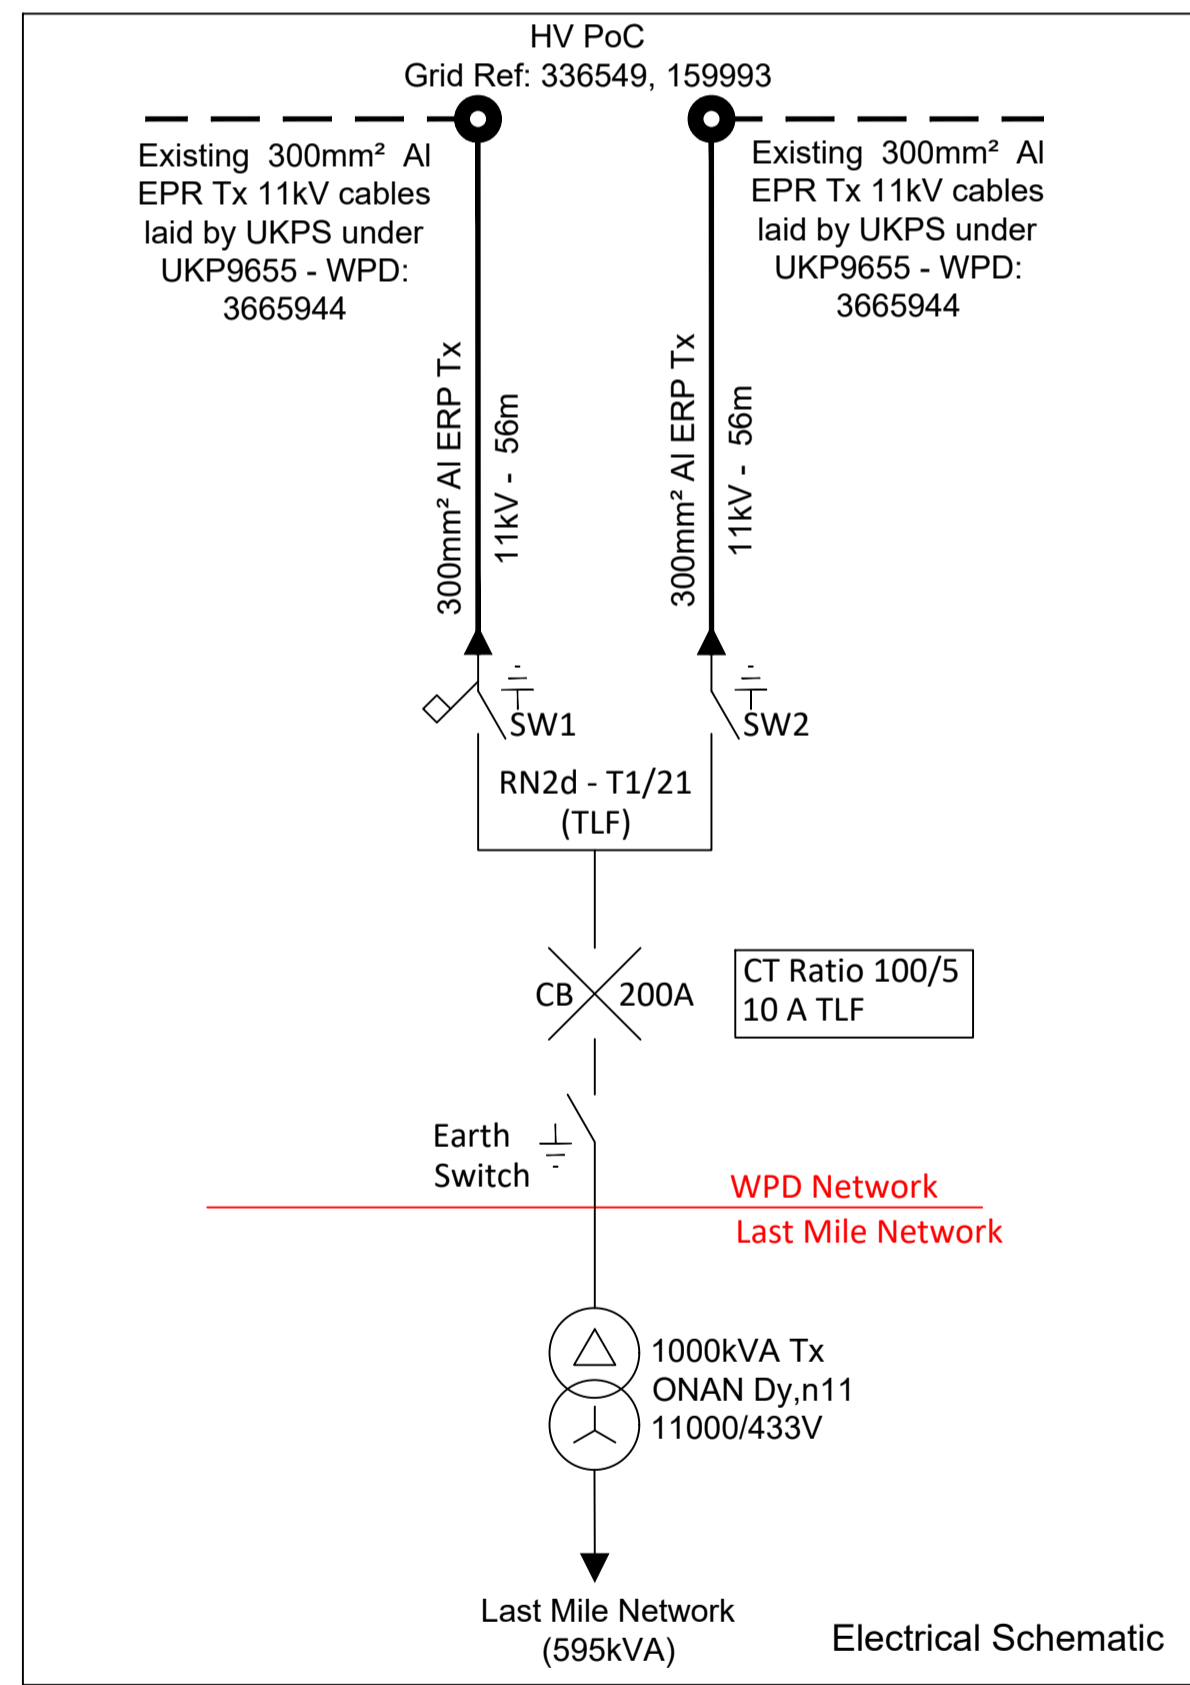 HV PoC
Grid Ref: 336549, 159993
Existing 300mm² Al
EPR Tx 11kV cables
laid by UKPS under
UKP9655 - WPD:
3665944
Existing 300mm² Al
EPR Tx 11kV cables
laid by UKPS under
UKP9655 - WPD:
3665944
300mm² Al ERP Tx
11kV - 56m
300mm² Al ERP Tx
11kV - 56m
SW1
SW2
RN2d - T1/21
(TLF)
CB 200A
CT Ratio 100/5
10 A TLF
Earth
Switch
WPD Network
Last Mile Network
1000kVA Tx
ONAN Dy,n11
11000/433V
Last Mile Network
(595kVA)
Electrical Schematic